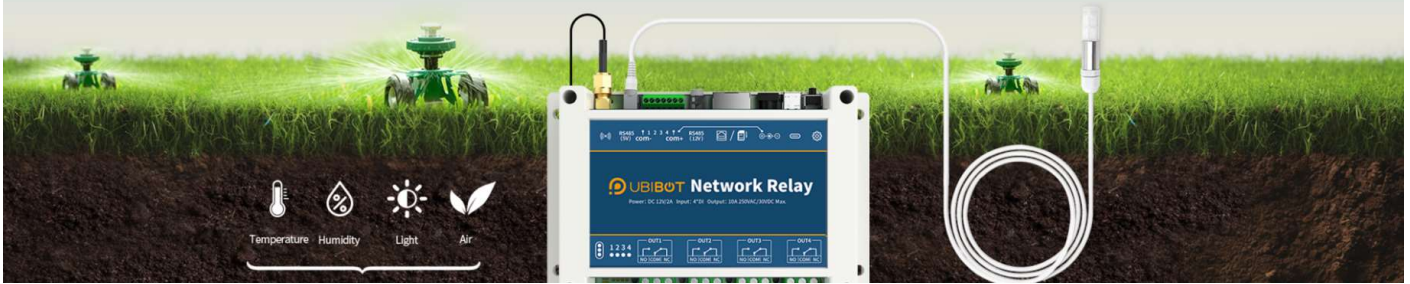 RS485 1 2 3 4 RS485
(5V) com- com+ (12V)
UBIBOT Network Relay
Power: DC 12V/2A Input: 4*DI Output: 10A 250VAC/30VDC Max
Temperature Humidity Light Air
1 2 3 4
OUT1 OUT2 OUT3 OUT4
NO COM NC NO COM NC NO COM NC NO COM NC